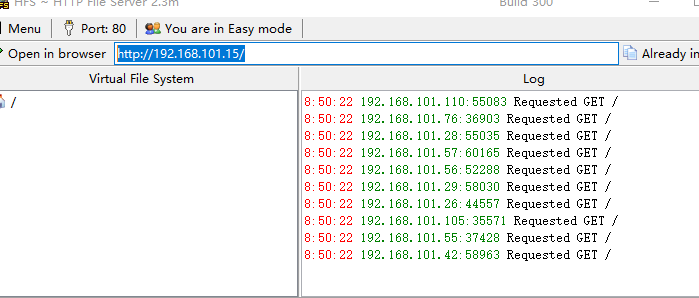 HFS ~ HTTP File Server 2.3m Build 300
Menu Port: 80 You are in Easy mode
Open in browser http://192.168.101.15/ Already in
Virtual File System Log
/
8:50:22 192.168.101.110:55083 Requested GET /
8:50:22 192.168.101.76:36903 Requested GET /
8:50:22 192.168.101.28:55035 Requested GET /
8:50:22 192.168.101.57:60165 Requested GET /
8:50:22 192.168.101.56:52288 Requested GET /
8:50:22 192.168.101.29:58030 Requested GET /
8:50:22 192.168.101.26:44557 Requested GET /
8:50:22 192.168.101.105:35571 Requested GET /
8:50:22 192.168.101.55:37428 Requested GET /
8:50:22 192.168.101.42:58963 Requested GET /